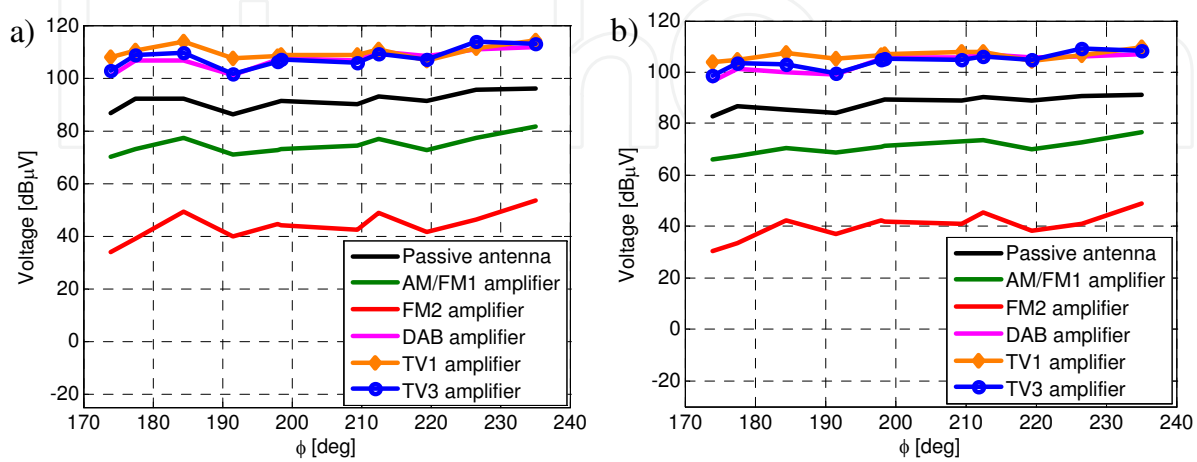 a)
120
100
80
60
40
20
0
-20
Voltage [dBµV]
170 180 190 200 210 220 230 240
ϕ [deg]
Passive antenna
AM/FM1 amplifier
FM2 amplifier
DAB amplifier
TV1 amplifier
TV3 amplifier
b)
120
100
80
60
40
20
0
-20
Voltage [dBµV]
170 180 190 200 210 220 230 240
ϕ [deg]
Passive antenna
AM/FM1 amplifier
FM2 amplifier
DAB amplifier
TV1 amplifier
TV3 amplifier